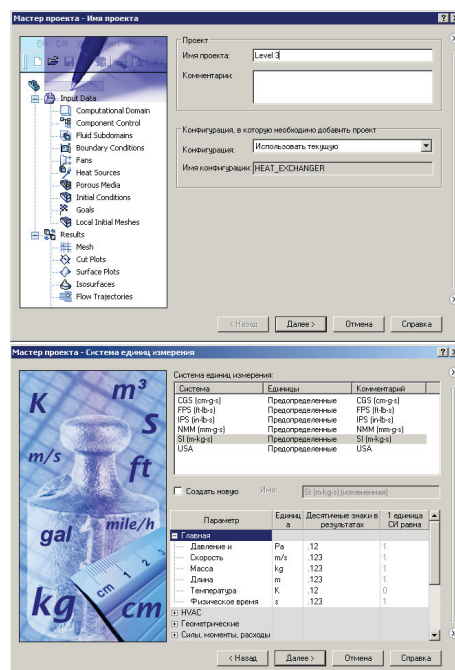 Мастер проекта - Имя проекта
Проект
Имя проекта: Level 3
Комментарии:
Input Data
Computational Domain
Component Control
Fluid Subdomains
Boundary Conditions
Fans
Heat Sources
Porous Media
Initial Conditions
Goals
Local Initial Meshes
Results
Mesh
Cut Plots
Surface Plots
Isosurfaces
Flow Trajectories
Конфигурация, в которую необходимо добавить проект
Конфигурация: Использовать текущую
Имя конфигурации: HEAT_EXCHANGER
< Назад Далее > Отмена Справка
Мастер проекта - Система единиц измерения
K m³ S m/s ft gal mile/h kg cm cm 1 2 3
Система единиц измерения:
Система Единицы Комментарий
CGS (cm-g-s) Предопределенные CGS (cm-g-s)
FPS (ft-lb-s) Предопределенные FPS (ft-lb-s)
IPS (in-lb-s) Предопределенные IPS (in-lb-s)
NMM (mm-g-s) Предопределенные NMM (mm-g-s)
SI (m-kg-s) Предопределенные SI (m-kg-s)
USA Предопределенные USA
Создать новую Имя: SI (m-kg-s) (измененная)
Параметр Единица Десятичные знаки в результатах 1 единица СИ равна
Главная
Давление и Pa .12 1
Скорость m/s .123 1
Масса kg .123 1
Длина m .123 1
Температура K .12 0
Физическое время s .123 1
HVAC
Геометрические
Силы, моменты, расходы
< Назад Далее > Отмена Справка